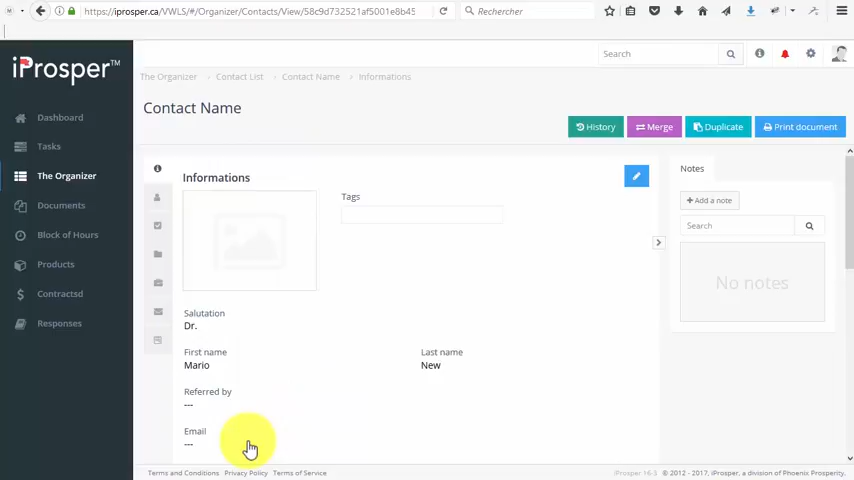 https://iprosper.ca/VWLS/#/Organizer/Contacts/View/58c9d732521af5001e8b45
Rechercher
iProsper™
Search
The Organizer > Contact List > Contact Name > Informations
Contact Name
History
Merge
Duplicate
Print document
Dashboard
Tasks
The Organizer
Documents
Block of Hours
Products
Contractsd
Responses
Informations
Tags
Notes
+ Add a note
Search
No notes
Salutation
Dr.
First name
Last name
Mario
New
Referred by
---
Email
---
Terms and Conditions Privacy Policy Terms of Service
iProsper 16-3 © 2012 - 2017, iProsper, a division of Phoenix Prosperity.